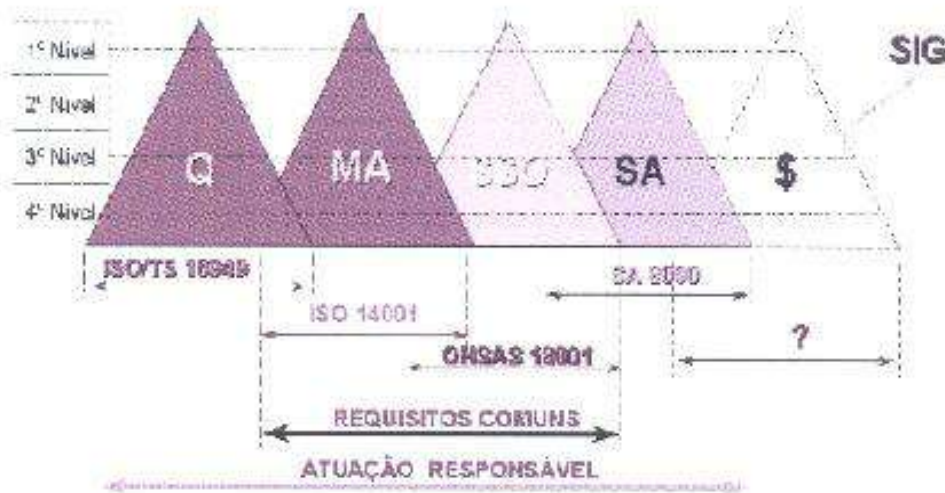 1º Nível
SIG
2º Nível
3º Nível
Q
MA
SSO
SA
$
4º Nível
ISO/TS 16949
SA 8000
ISO 14001
?
OHSAS 18001
REQUISITOS COMUNS
ATUAÇÃO RESPONSÁVEL